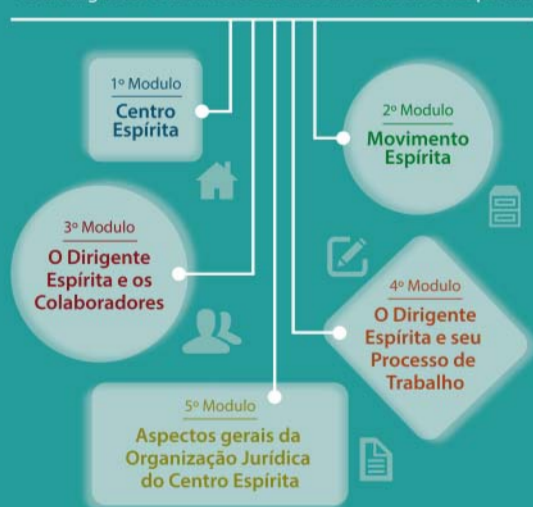 1º Modulo
Centro
Espírita
2º Modulo
Movimento
Espírita
3º Modulo
O Dirigente
Espírita e os
Colaboradores
4º Modulo
O Dirigente
Espírita e seu
Processo de
Trabalho
5º Modulo
Aspectos gerais da
Organização Jurídica
do Centro Espírita